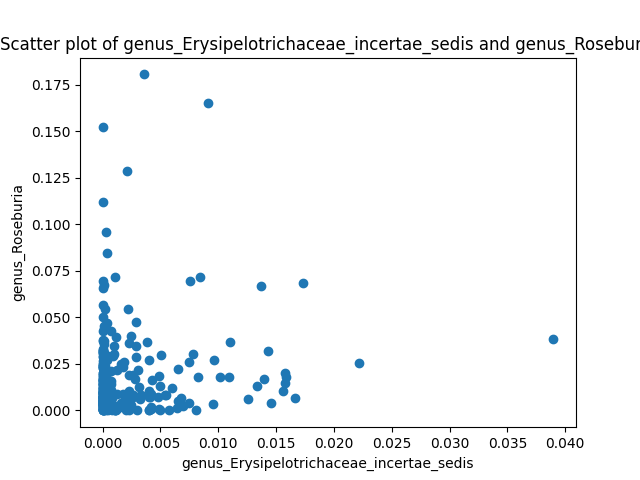 Scatter plot of genus_Erysipelotrichaceae_incertae_sedis and genus_Rosebur
0.175
0.150
0.125
0.100
0.075
0.050
0.025
0.000
genus_Roseburia
0.000 0.005 0.010 0.015 0.020 0.025 0.030 0.035 0.040
genus_Erysipelotrichaceae_incertae_sedis